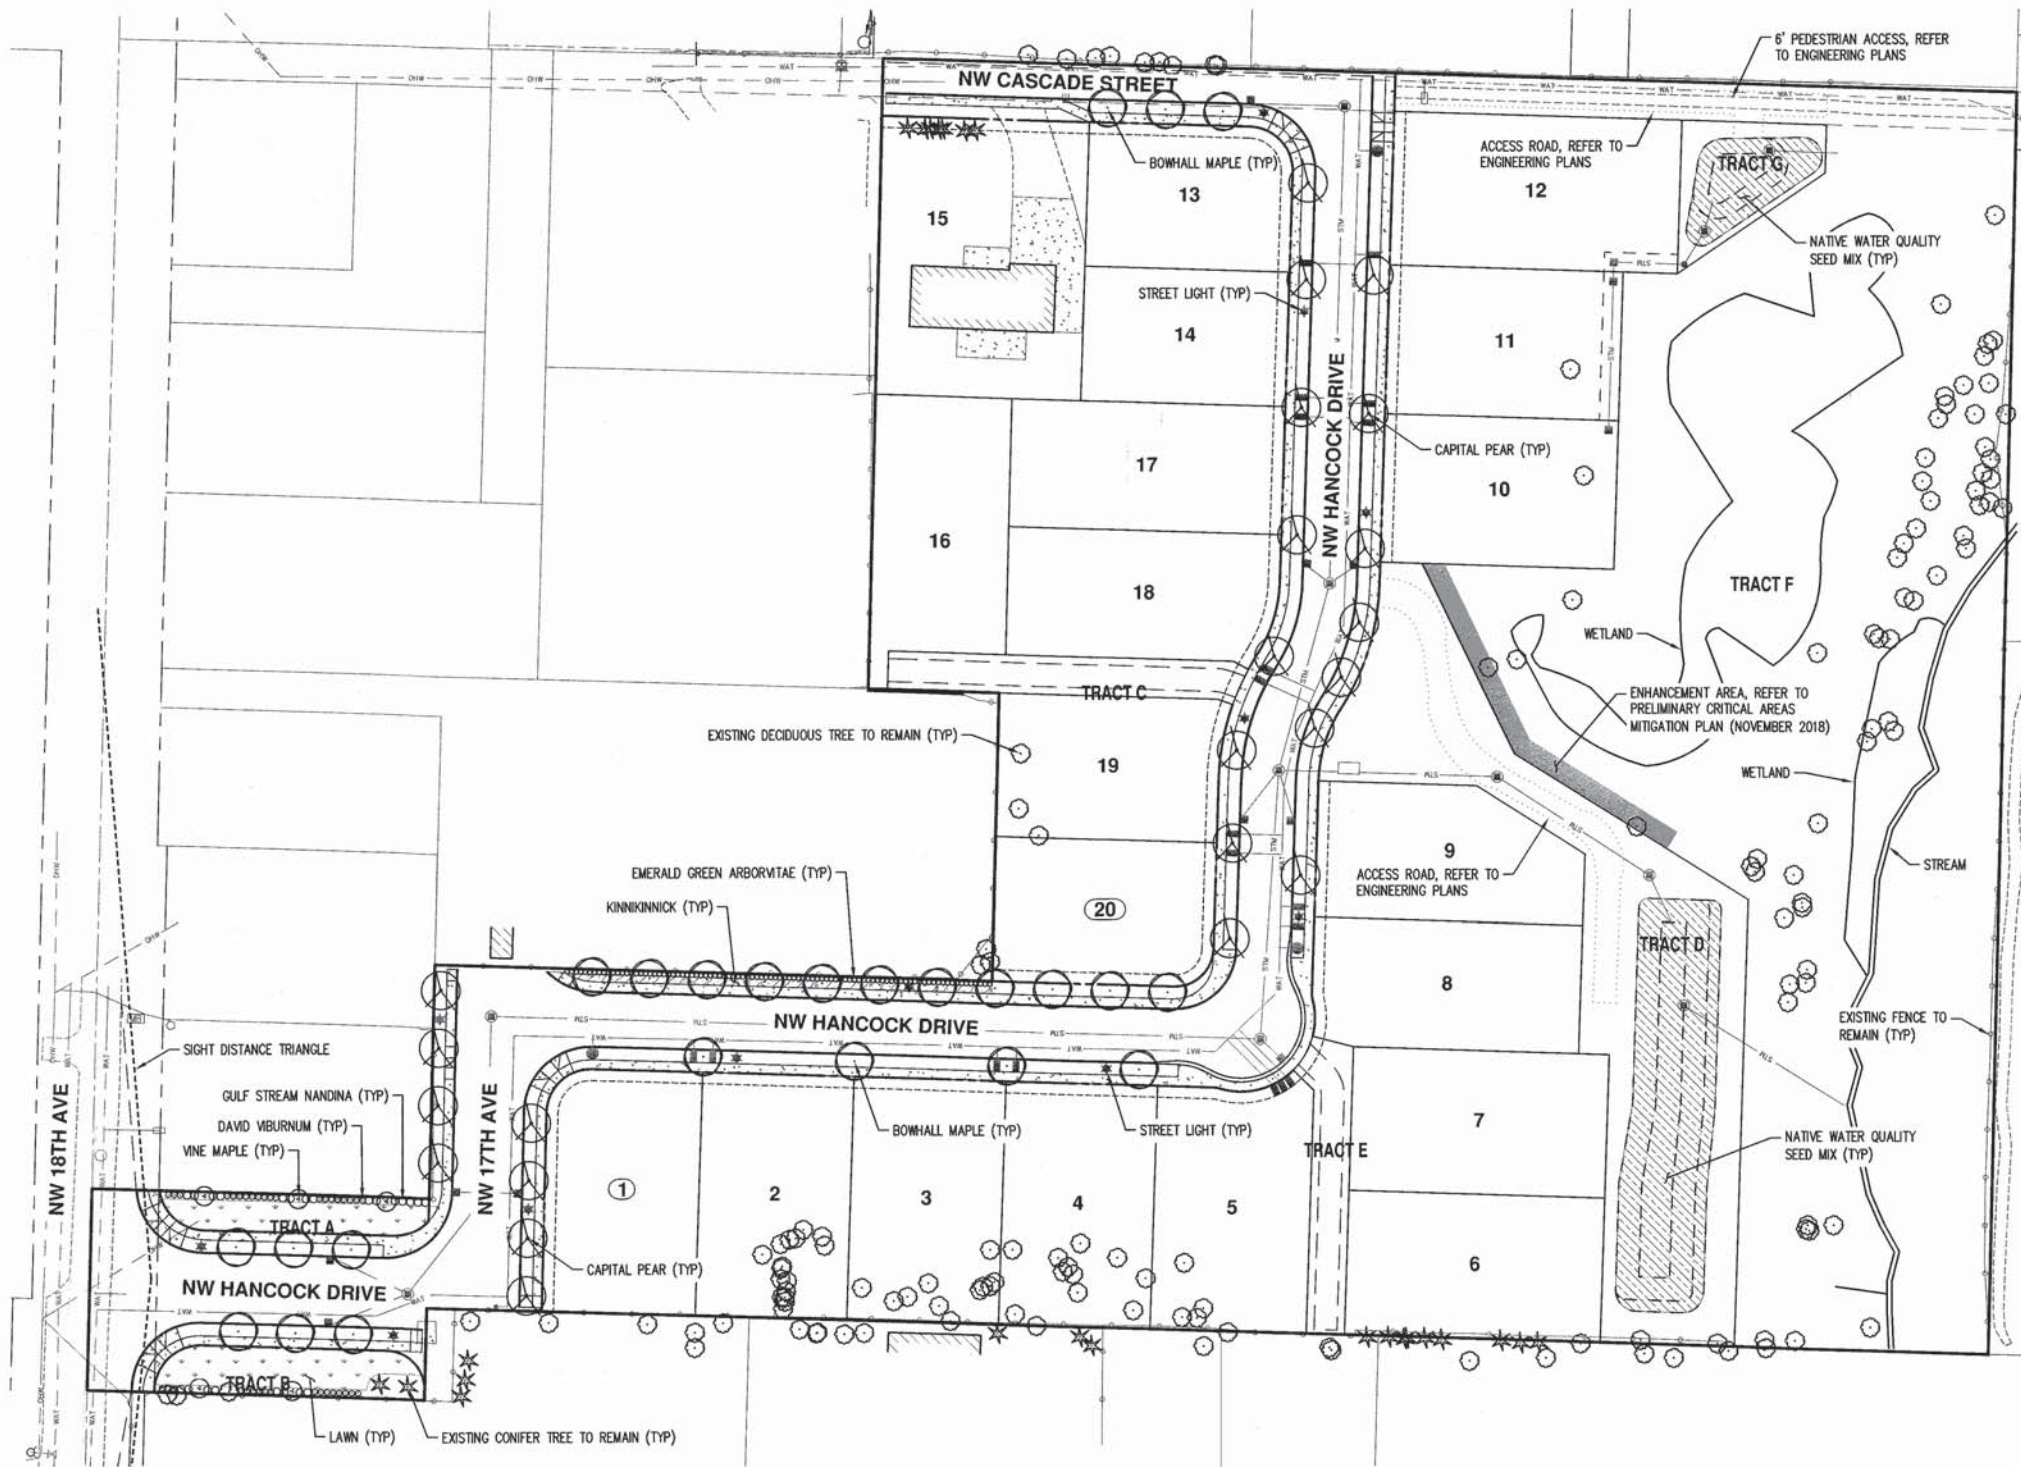 6' PEDESTRIAN ACCESS, REFER
TO ENGINEERING PLANS
NW CASCADE STREET
BOWHALL MAPLE (TYP)
ACCESS ROAD, REFER TO
ENGINEERING PLANS
TRACT G
12
13
15
NATIVE WATER QUALITY
SEED MIX (TYP)
STREET LIGHT (TYP)
14
11
NW HANCOCK DRIVE
CAPITAL PEAR (TYP)
17
10
16
18
TRACT F
WETLAND
TRACT C
ENHANCEMENT AREA, REFER TO
PRELIMINARY CRITICAL AREAS
MITIGATION PLAN (NOVEMBER 2018)
EXISTING DECIDUOUS TREE TO REMAIN (TYP)
19
WETLAND
9
STREAM
EMERALD GREEN ARBORVITAE (TYP)
ACCESS ROAD, REFER TO
ENGINEERING PLANS
KINNIKINNICK (TYP)
20
TRACT D
8
NW HANCOCK DRIVE
EXISTING FENCE TO
REMAIN (TYP)
SIGHT DISTANCE TRIANGLE
NW 18TH AVE
GULF STREAM NANDINA (TYP)
DAVID VIBURNUM (TYP)
VINE MAPLE (TYP)
NW 17TH AVE
BOWHALL MAPLE (TYP)
STREET LIGHT (TYP)
7
TRACT E
NATIVE WATER QUALITY
SEED MIX (TYP)
1
2
3
4
5
TRACT A
CAPITAL PEAR (TYP)
6
NW HANCOCK DRIVE
TRACT B
LAWN (TYP)
EXISTING CONIFER TREE TO REMAIN (TYP)
OHW
WAT
STM